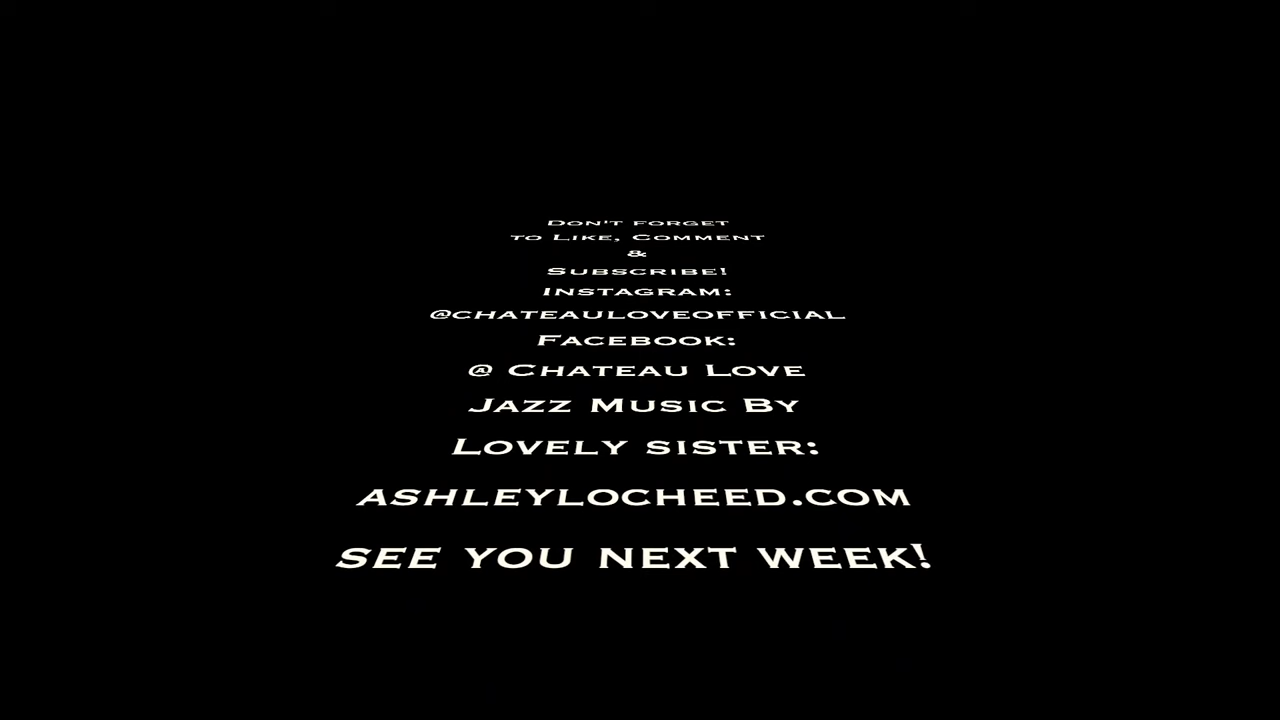 Don't forget
to Like, Comment
&
Subscribe!
Instagram:
@chateauloveofficial
Facebook:
@ Chateau Love
Jazz Music By
Lovely sister:
ashleylocheed.com
see you next week!